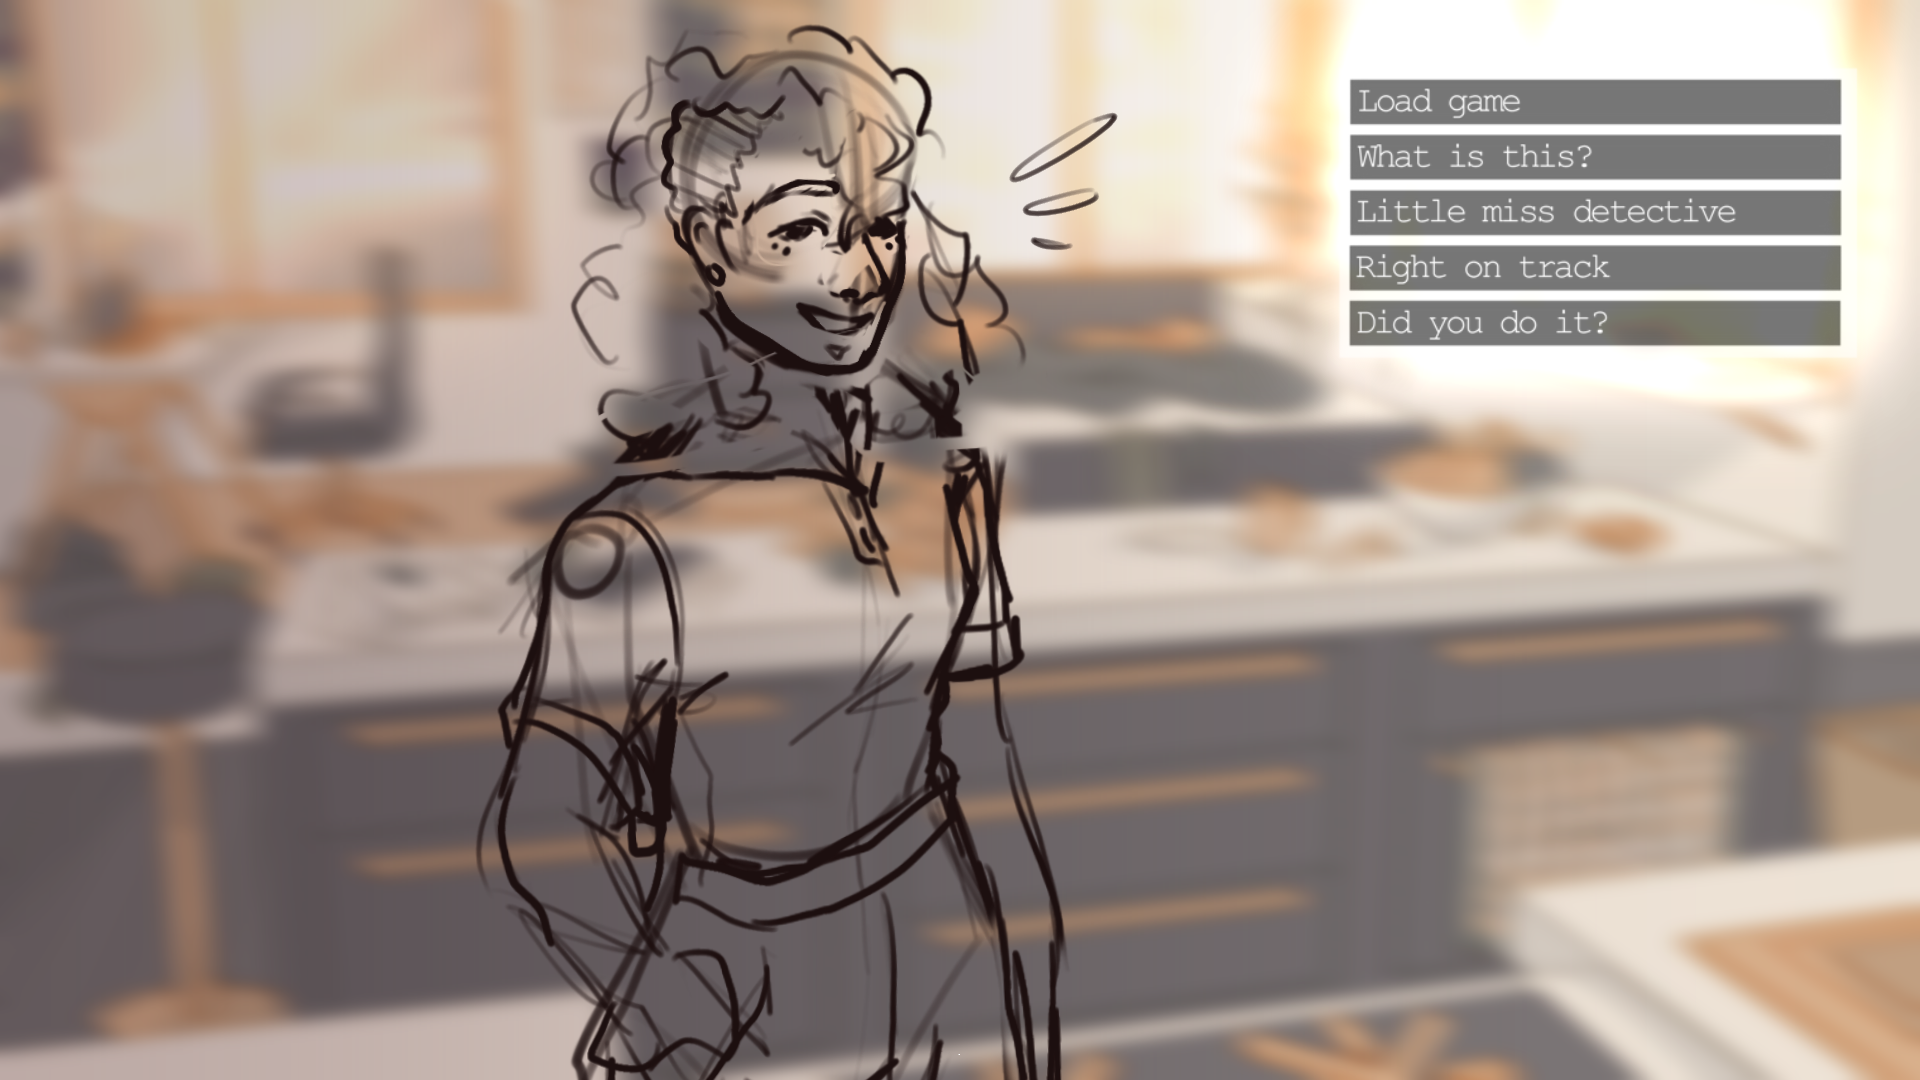 Load game
What is this?
Little miss detective
Right on track
Did you do it?